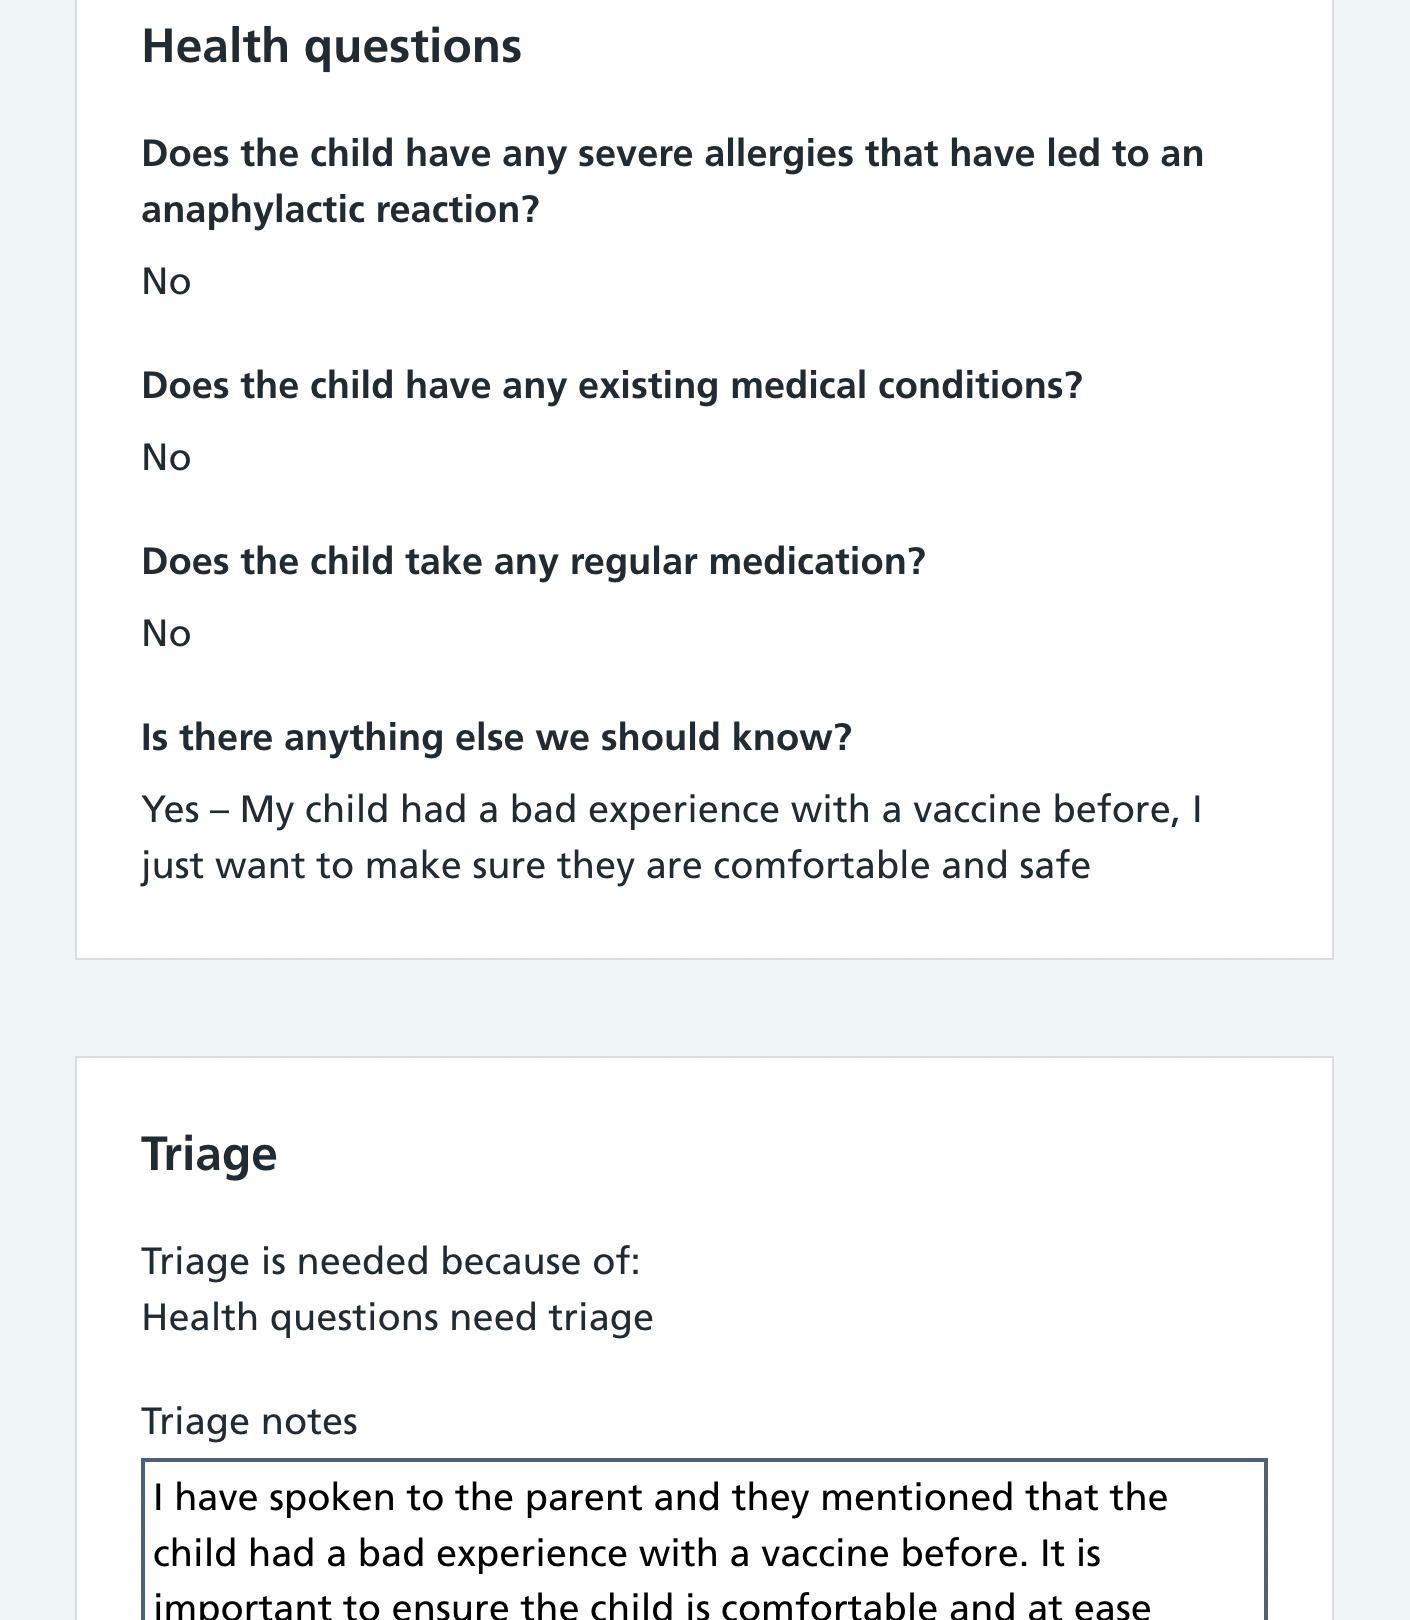 Health questions
Does the child have any severe allergies that have led to an
anaphylactic reaction?
No
Does the child have any existing medical conditions?
No
Does the child take any regular medication?
No
Is there anything else we should know?
Yes – My child had a bad experience with a vaccine before, I
just want to make sure they are comfortable and safe
Triage
Triage is needed because of:
Health questions need triage
Triage notes
I have spoken to the parent and they mentioned that the
child had a bad experience with a vaccine before. It is
important to ensure the child is comfortable and at ease